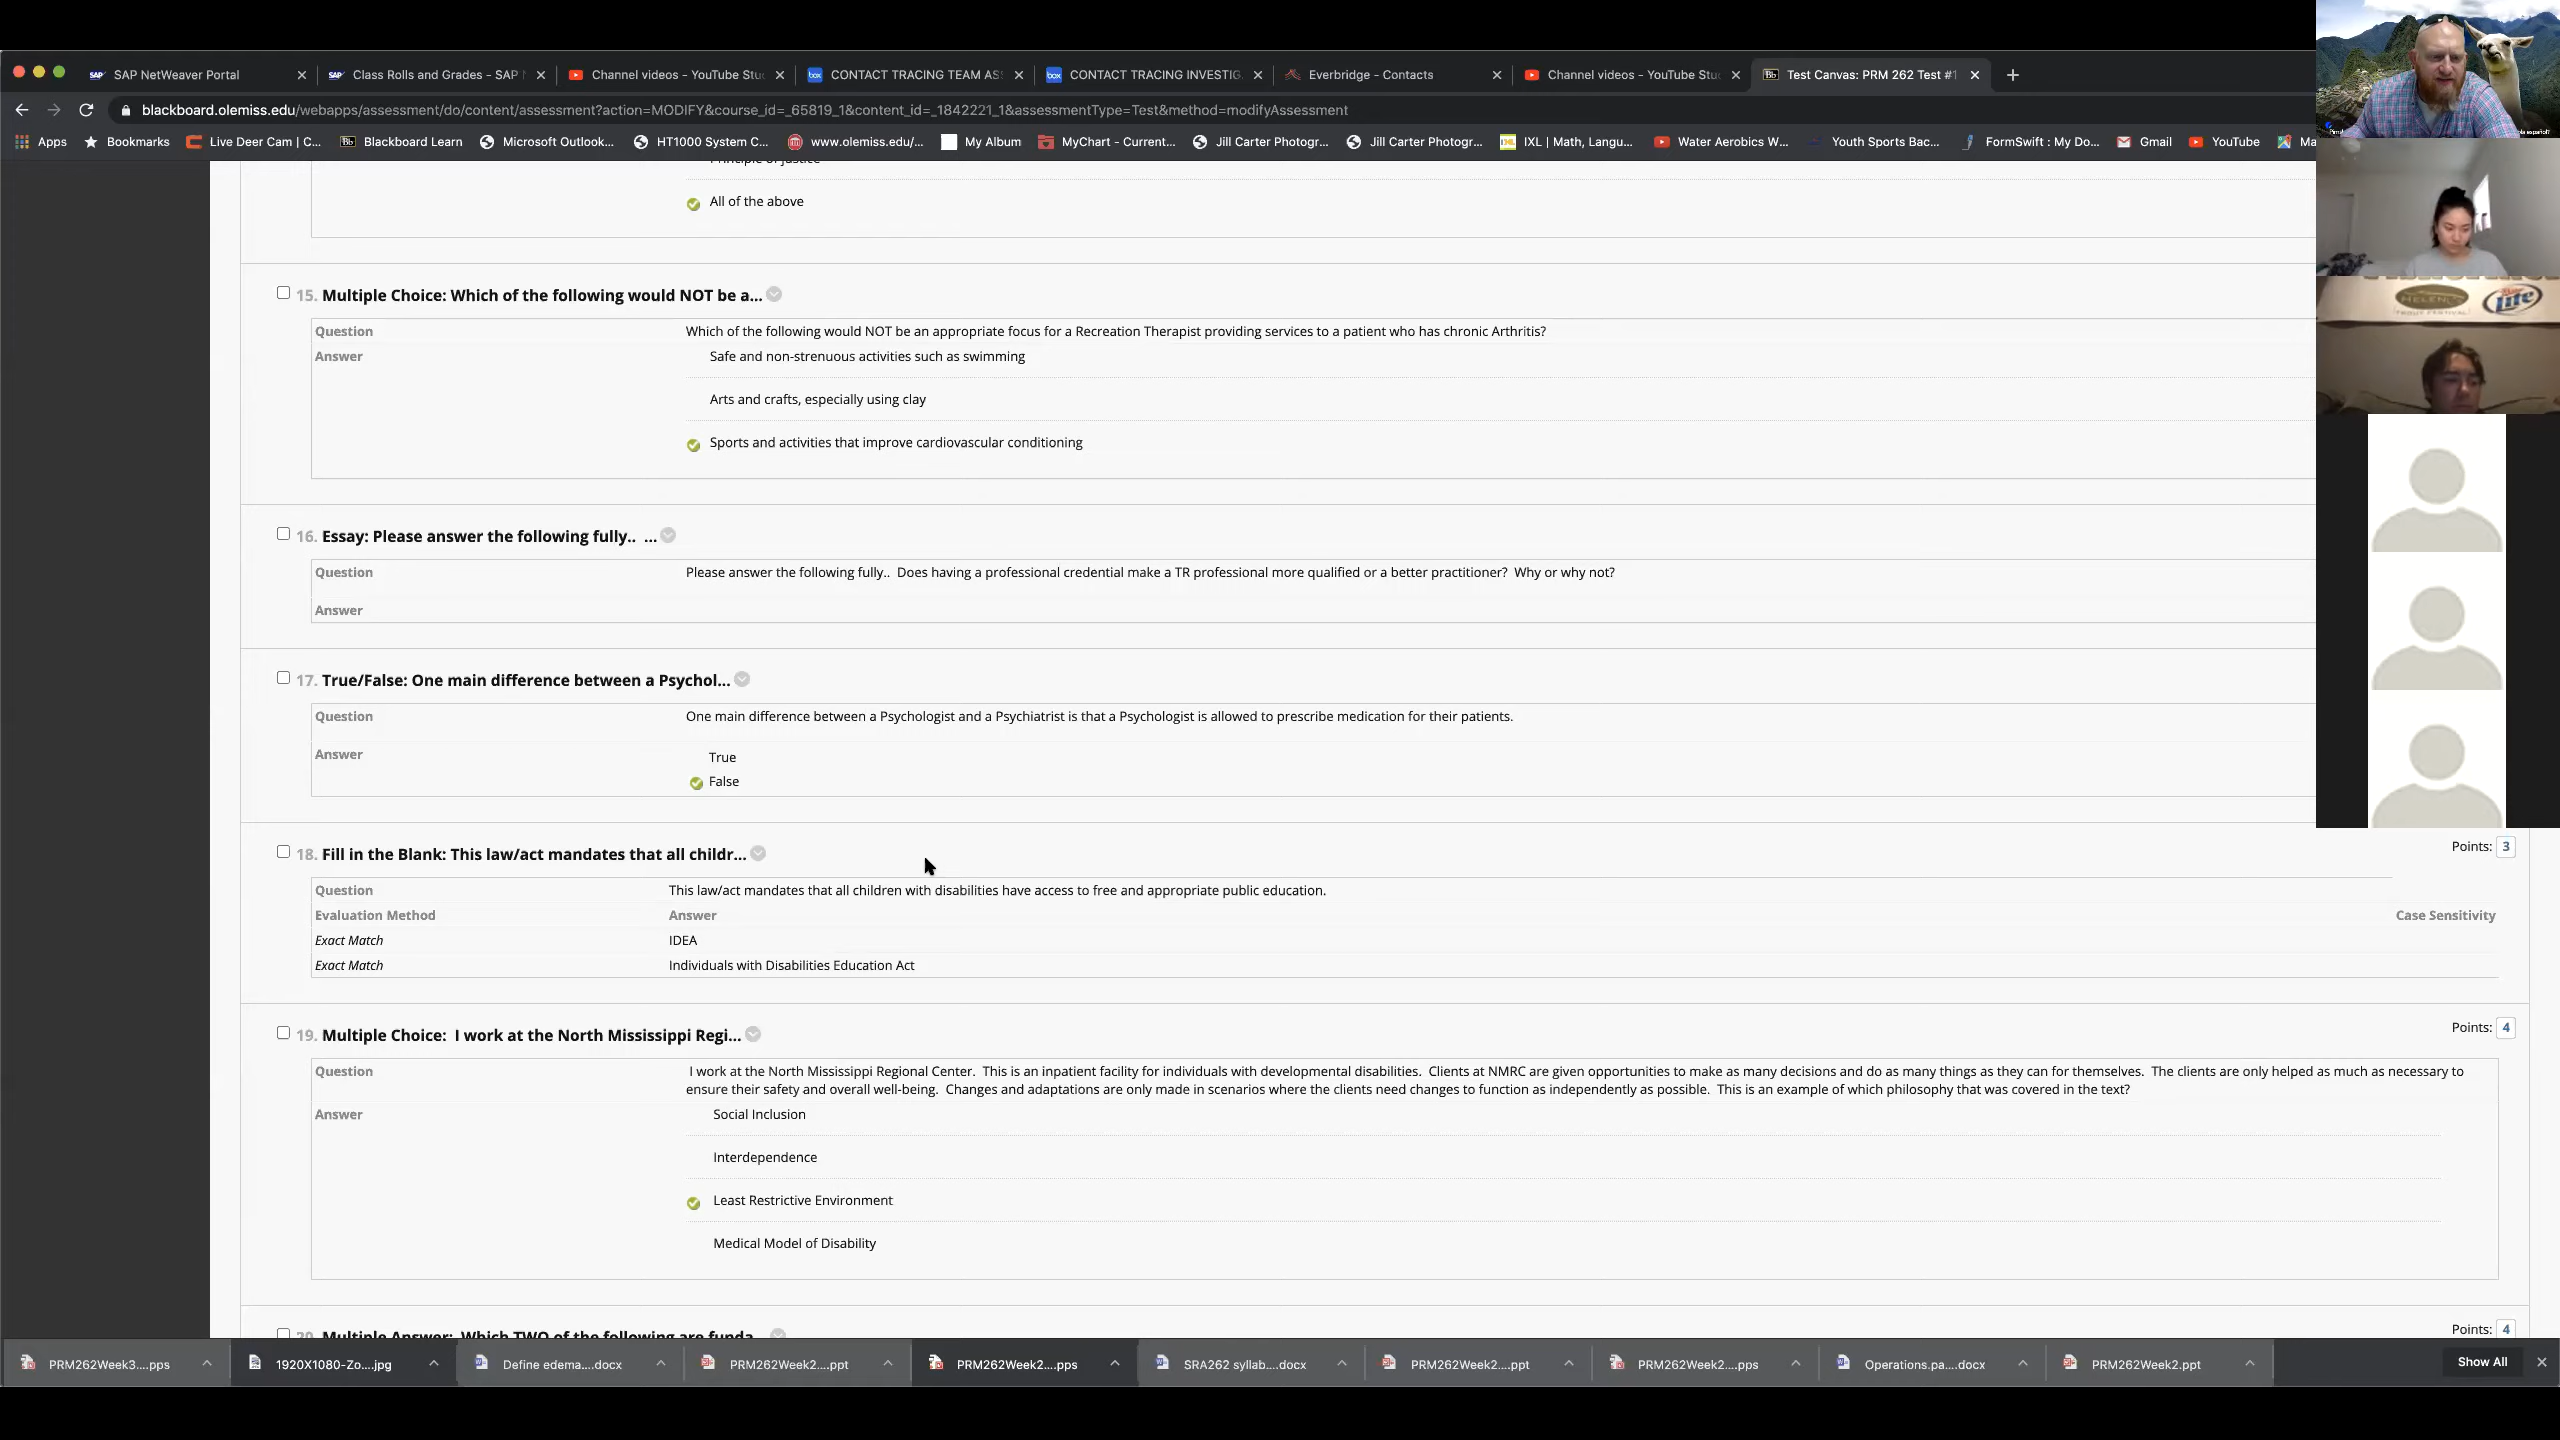 SAP NetWeaver Portal
Class Rolls and Grades - SAP
Channel videos - YouTube Stu
CONTACT TRACING TEAM AS
CONTACT TRACING INVESTIG
Everbridge - Contacts
Channel videos - YouTube Stu
Test Canvas: PRM 262 Test #1
blackboard.olemiss.edu/webapps/assessment/do/content/assessment?action=MODIFY&course_id=_65819_1&content_id=_1842221_1&assessmentType=Test&method=modifyAssessment
Apps
Bookmarks
Live Deer Cam | C...
Blackboard Learn
Microsoft Outlook...
HT1000 System C...
www.olemiss.edu/...
My Album
MyChart - Current...
Jill Carter Photogr...
Jill Carter Photogr...
IXL | Math, Langu...
Water Aerobics W...
Youth Sports Bac...
FormSwift : My Do...
Gmail
YouTube
Ma
Principle of Justice
All of the above
15. Multiple Choice: Which of the following would NOT be a...
Question
Which of the following would NOT be an appropriate focus for a Recreation Therapist providing services to a patient who has chronic Arthritis?
Answer
Safe and non-strenuous activities such as swimming
Arts and crafts, especially using clay
Sports and activities that improve cardiovascular conditioning
16. Essay: Please answer the following fully.. ...
Question
Please answer the following fully.. Does having a professional credential make a TR professional more qualified or a better practitioner? Why or why not?
Answer
17. True/False: One main difference between a Psychol...
Question
One main difference between a Psychologist and a Psychiatrist is that a Psychologist is allowed to prescribe medication for their patients.
Answer
True
False
18. Fill in the Blank: This law/act mandates that all childr...
Points: 3
Question
This law/act mandates that all children with disabilities have access to free and appropriate public education.
Evaluation Method
Answer
Case Sensitivity
Exact Match
IDEA
Exact Match
Individuals with Disabilities Education Act
19. Multiple Choice: I work at the North Mississippi Regi...
Points: 4
Question
I work at the North Mississippi Regional Center. This is an inpatient facility for individuals with developmental disabilities. Clients at NMRC are given opportunities to make as many decisions and do as many things as they can for themselves. The clients are only helped as much as necessary to
ensure their safety and overall well-being. Changes and adaptations are only made in scenarios where the clients need changes to function as independently as possible. This is an example of which philosophy that was covered in the text?
Answer
Social Inclusion
Interdependence
Least Restrictive Environment
Medical Model of Disability
20. Multiple Answer: Which TWO of the following are funda...
Points: 4
PRM262Week3....pps
1920X1080-Zo....jpg
Define edema....docx
PRM262Week2....ppt
PRM262Week2....pps
SRA262 syllab....docx
PRM262Week2....ppt
PRM262Week2....pps
Operations.pa....docx
PRM262Week2.ppt
Show All
Lite